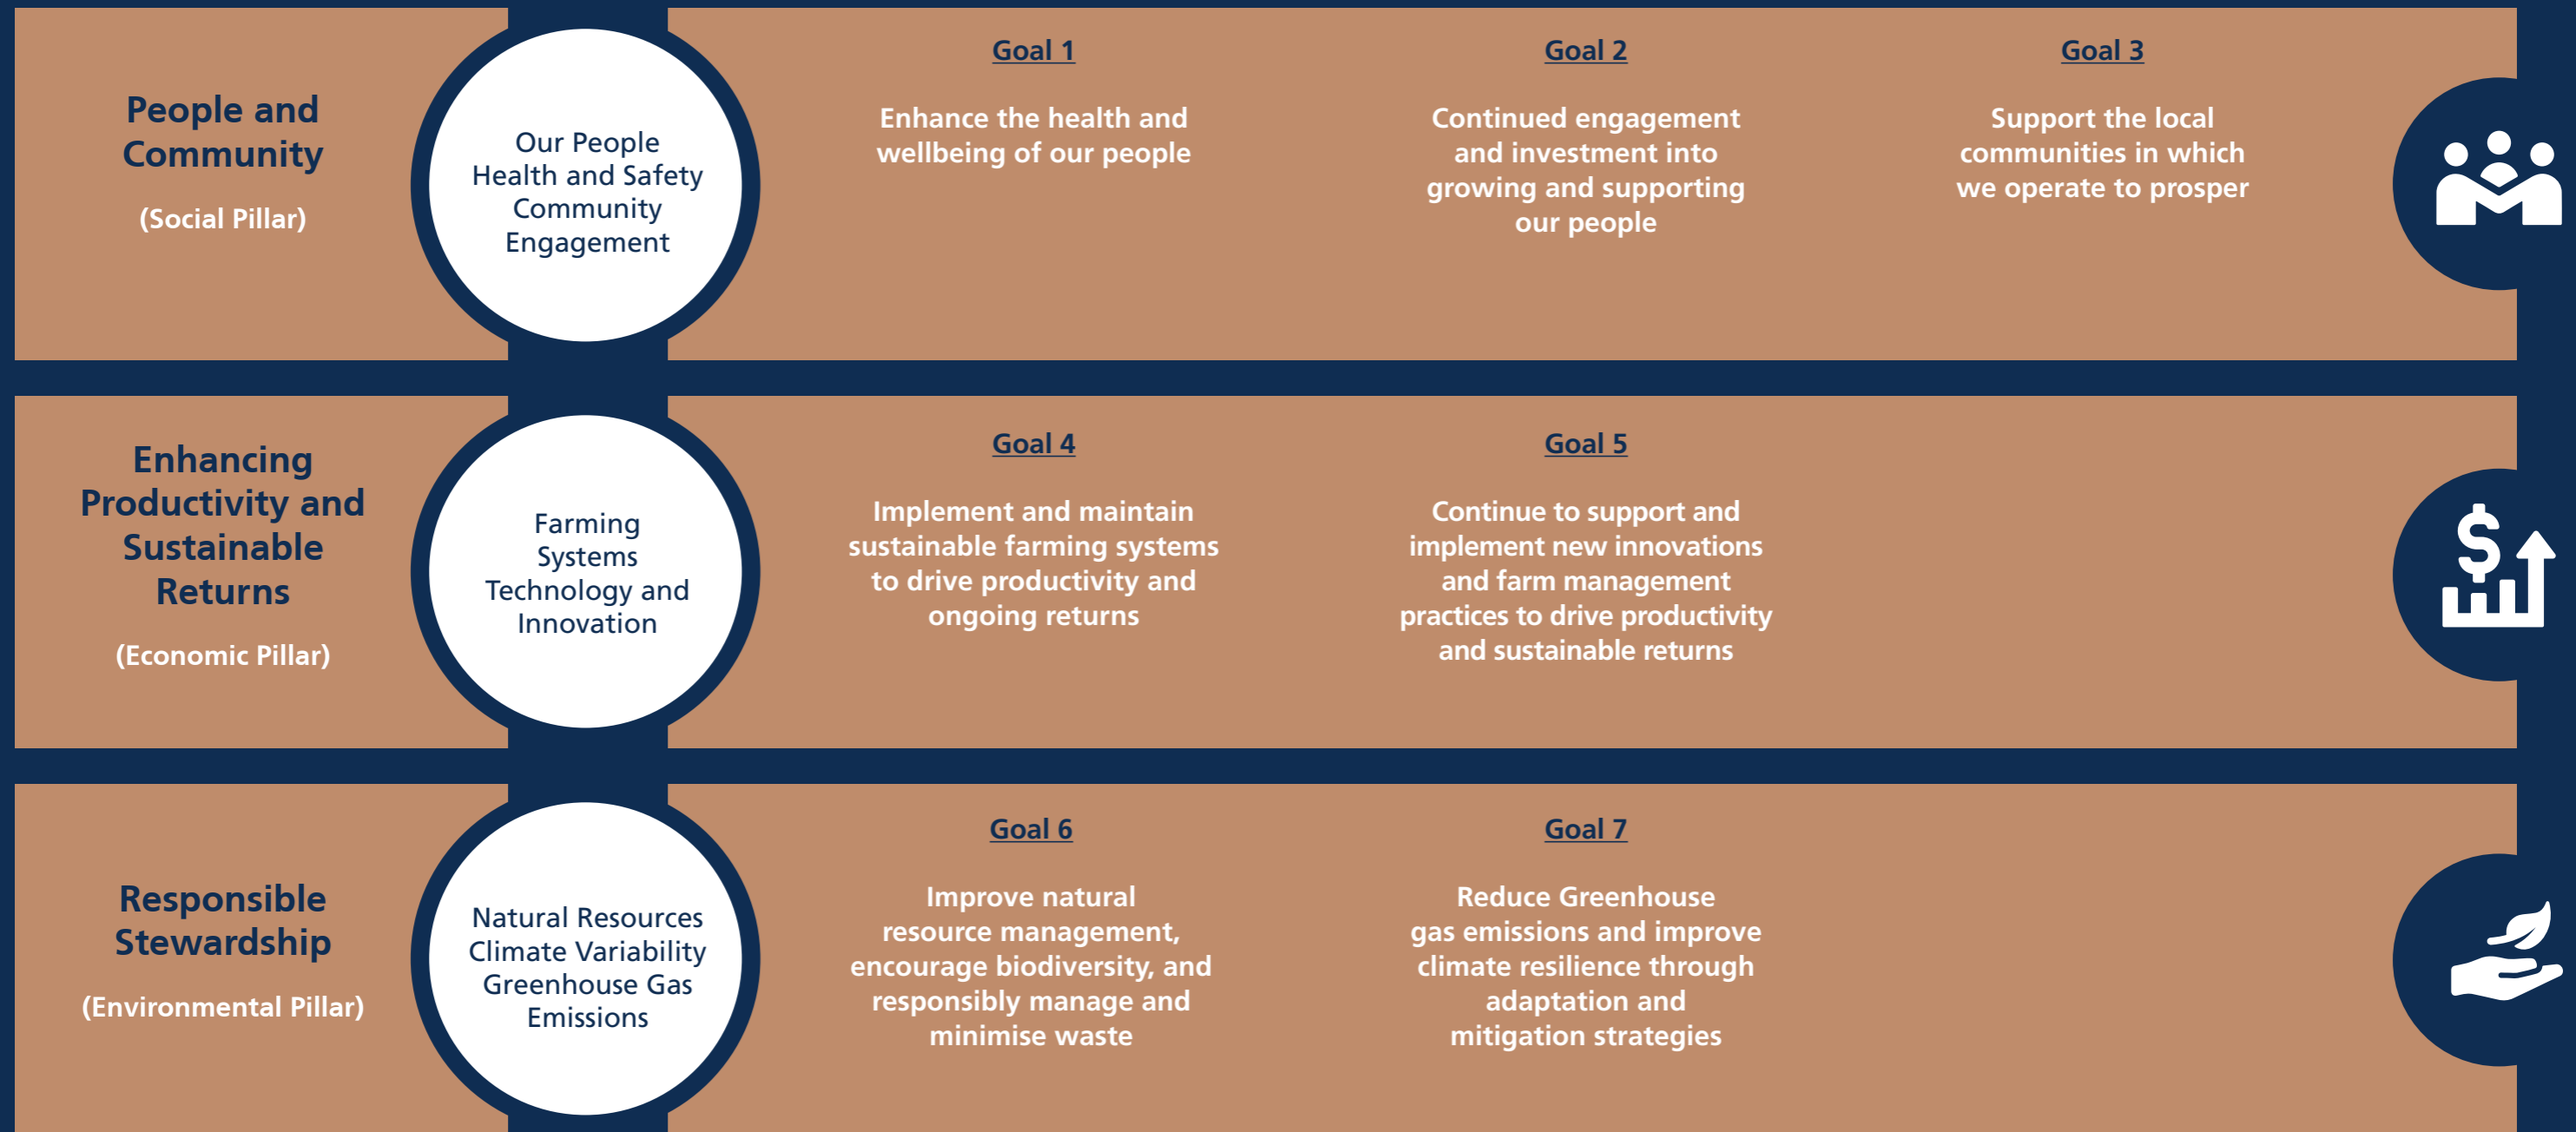 People and
Community
(Social Pillar)
Our People
Health and Safety
Community
Engagement
Goal 1
Enhance the health and
wellbeing of our people
Goal 2
Continued engagement
and investment into
growing and supporting
our people
Goal 3
Support the local
communities in which
we operate to prosper
Enhancing
Productivity and
Sustainable
Returns
(Economic Pillar)
Farming
Systems
Technology and
Innovation
Goal 4
Implement and maintain
sustainable farming systems
to drive productivity and
ongoing returns
Goal 5
Continue to support and
implement new innovations
and farm management
practices to drive productivity
and sustainable returns
$
Responsible
Stewardship
(Environmental Pillar)
Natural Resources
Climate Variability
Greenhouse Gas
Emissions
Goal 6
Improve natural
resource management,
encourage biodiversity, and
responsibly manage and
minimise waste
Goal 7
Reduce Greenhouse
gas emissions and improve
climate resilience through
adaptation and
mitigation strategies